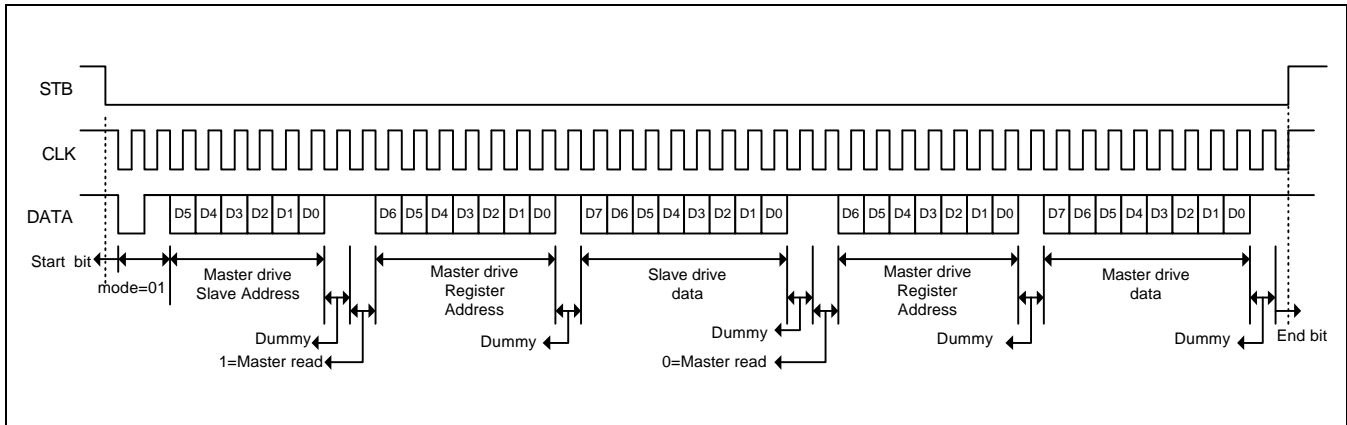 STB
CLK
DATA
D5 D4 D3 D2 D1 D0
D6 D5 D4 D3 D2 D1 D0
D7 D6 D5 D4 D3 D2 D1 D0
D6 D5 D4 D3 D2 D1 D0
D7 D6 D5 D4 D3 D2 D1 D0
Start bit
mode=01
Master drive
Slave Address
Dummy
1=Master read
Master drive
Register
Address
Dummy
Slave drive
data
Dummy
0=Master read
Master drive
Register
Address
Dummy
Master drive
data
Dummy
End bit